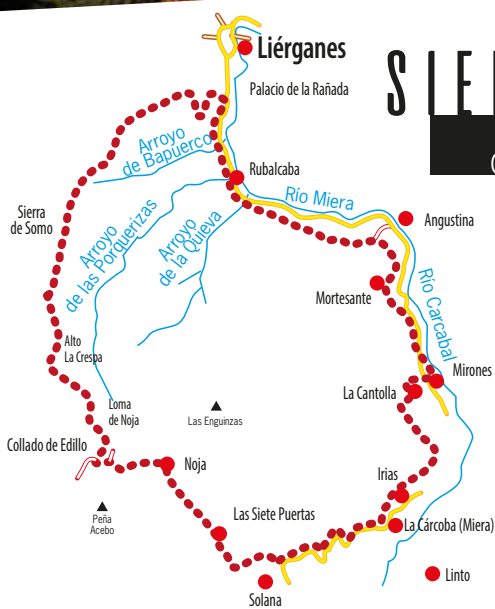 Liérganes
SIE
Palacio de la Rañada
Arroyo
de Bapuerco
Rubalcaba
Río Miera
Sierra
de Somo
Arroyo
de las Porquerizas
Arroyo
de la Quieva
Angustina
Mortesante
Río Carcabal
Alto
La Crespa
Mirones
La Cantolla
Loma
de Noja
Las Enguinzas
Collado de Edillo
Noja
Irias
Peña
Acebo
Las Siete Puertas
La Cárcoba (Miera)
Linto
Solana